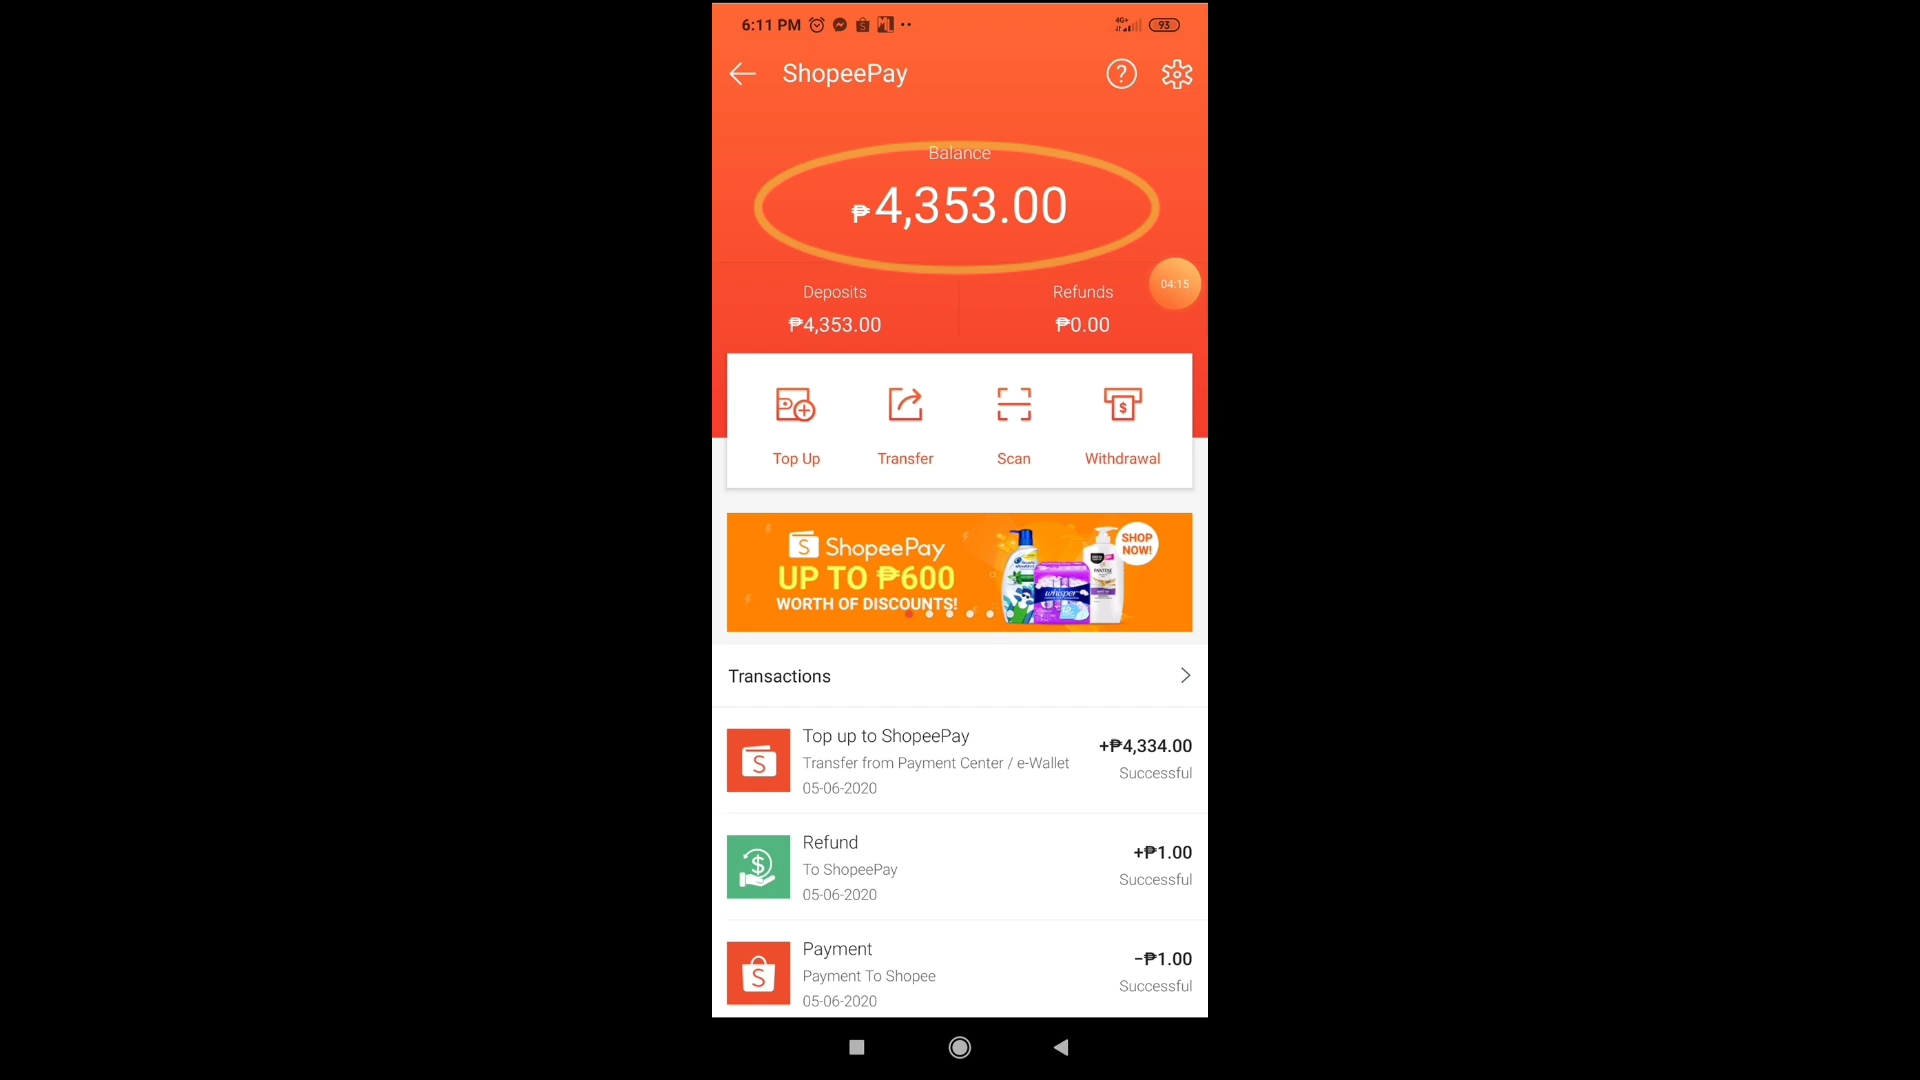 6:11 PM 4G+ 93
ShopeePay ?
Balance
₱4,353.00
04:15
Deposits Refunds
₱4,353.00 ₱0.00
Top Up Transfer Scan Withdrawal
ShopeePay
UP TO ₱600
WORTH OF DISCOUNTS!
SHOP
NOW!
PANTENE
whisper
Transactions
Top up to ShopeePay
+₱4,334.00
Transfer from Payment Center / e-Wallet
Successful
05-06-2020
Refund
+₱1.00
To ShopeePay
Successful
05-06-2020
Payment
-₱1.00
Payment To Shopee
Successful
05-06-2020